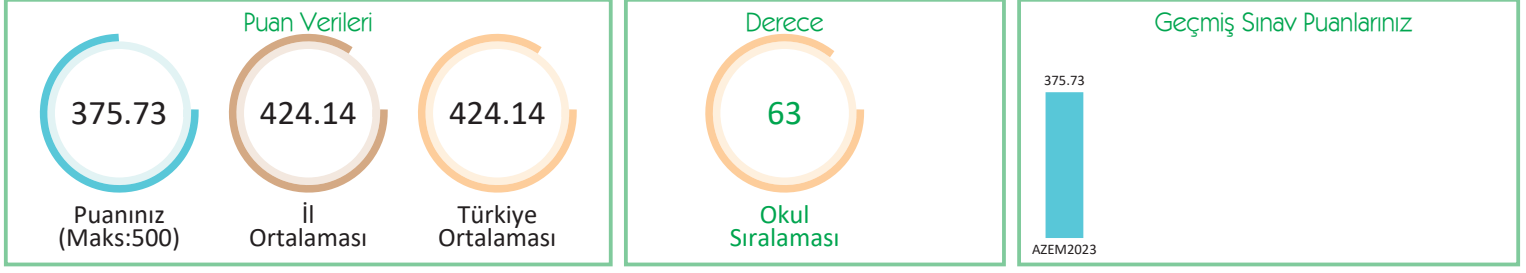 Puan Verileri
375.73
424.14
424.14
Puanınız
(Maks:500)
İl
Ortalaması
Türkiye
Ortalaması
Derece
63
Okul
Sıralaması
Geçmiş Sınav Puanlarınız
375.73
AZEM2023